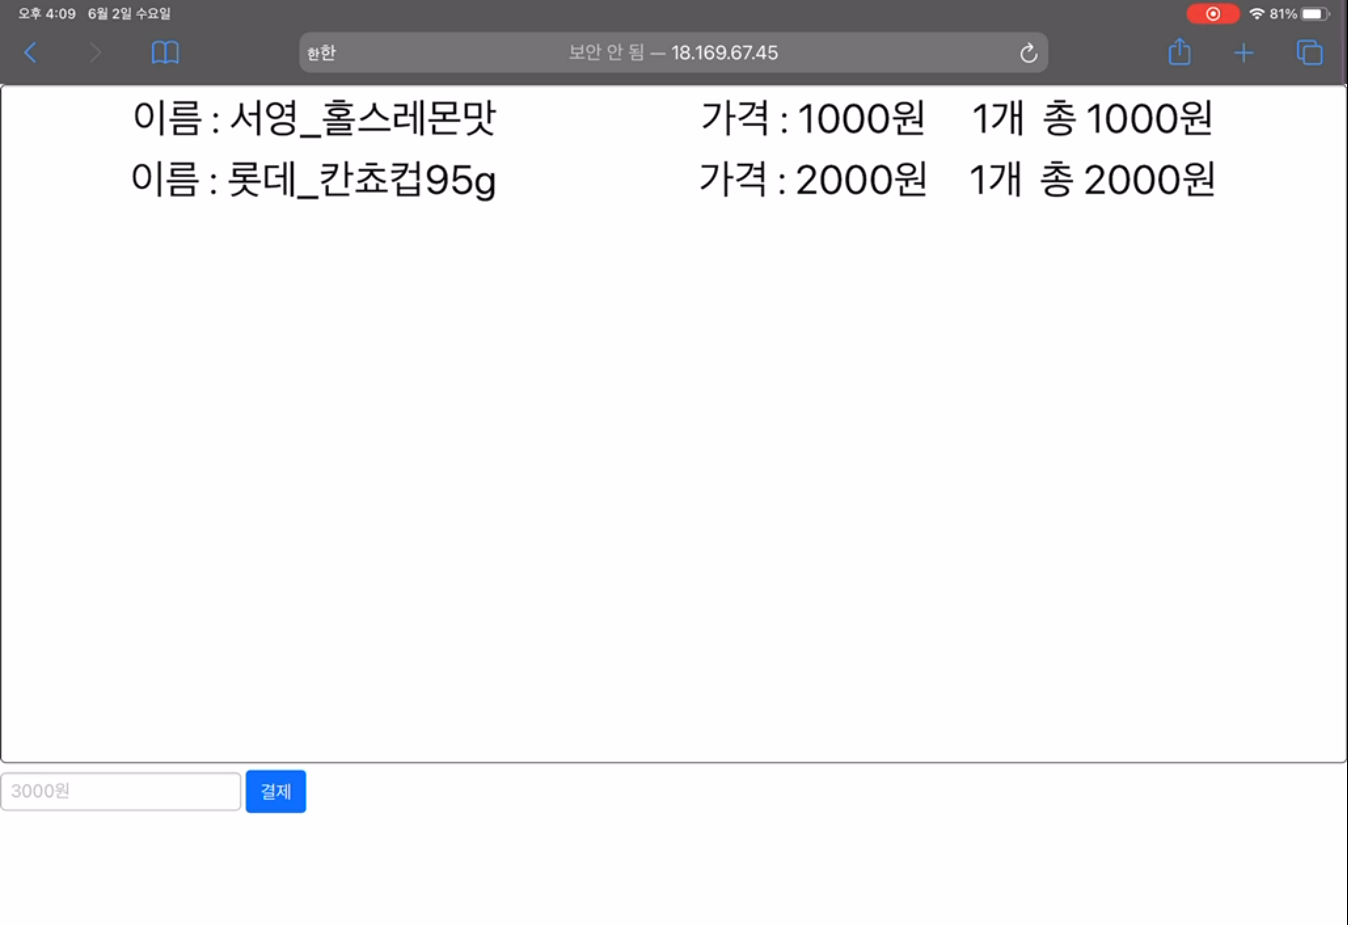 오후 4:09 6월 2일 수요일 81%
한한 보안 안 됨 — 18.169.67.45
이름 : 서영_홀스레몬맛 가격 : 1000원 1개 총 1000원
이름 : 롯데_칸쵸컵95g 가격 : 2000원 1개 총 2000원
3000원 결제